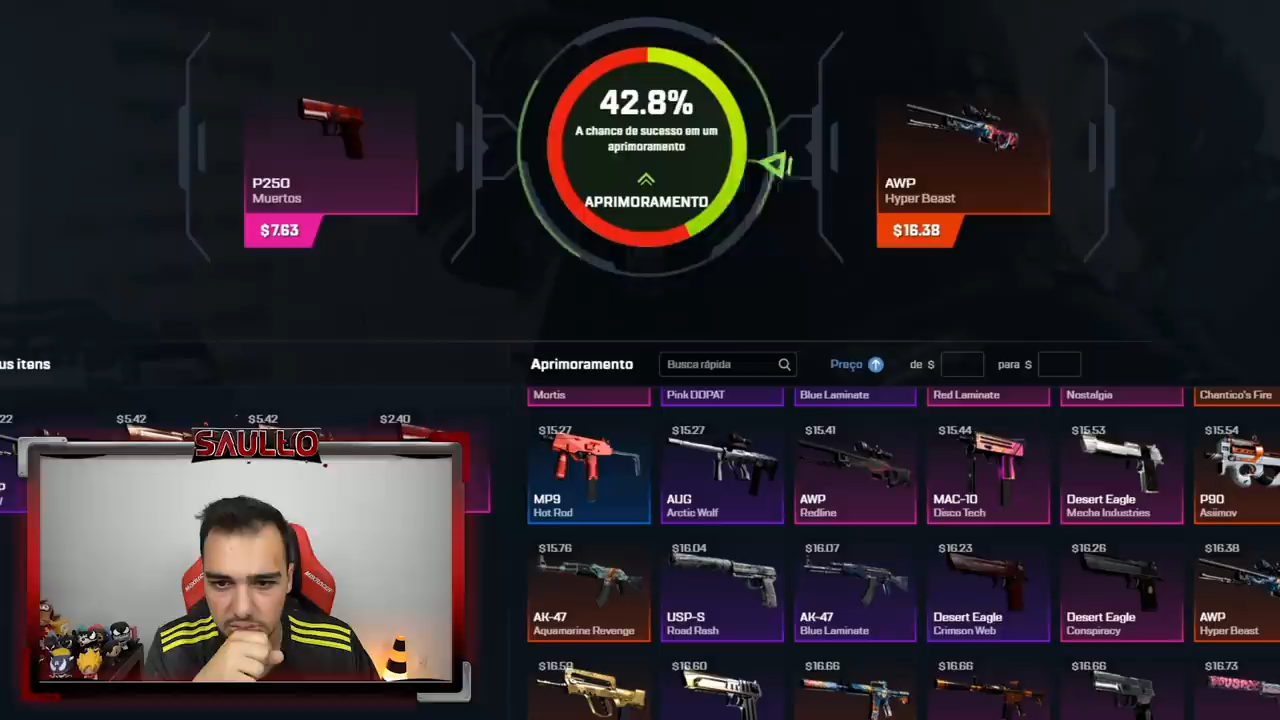 42.8%
A chance de sucesso em um
aprimoramento
APRIMORAMENTO
P250
Muertos
$7.63
AWP
Hyper Beast
$16.38
us itens
Aprimoramento
Busca rápida
Preço
de $
para $
Mortis
Pink DDPAT
Blue Laminate
Red Laminate
Nostalgia
Chantico's Fire
22
$5.42
$5.42
$2.40
SAULLO
$15.27
MP9
Hot Rod
$15.27
AUG
Arctic Wolf
$15.41
AWP
Redline
$15.44
MAC-10
Disco Tech
$15.53
Desert Eagle
Mecha Industries
$15.54
P90
Asiimov
$15.76
AK-47
Aquamarine Revenge
$16.04
USP-S
Road Rash
$16.07
AK-47
Blue Laminate
$16.23
Desert Eagle
Crimson Web
$16.26
Desert Eagle
Conspiracy
$16.38
AWP
Hyper Beast
$16.59
$16.60
$16.66
$16.66
$16.66
$16.73